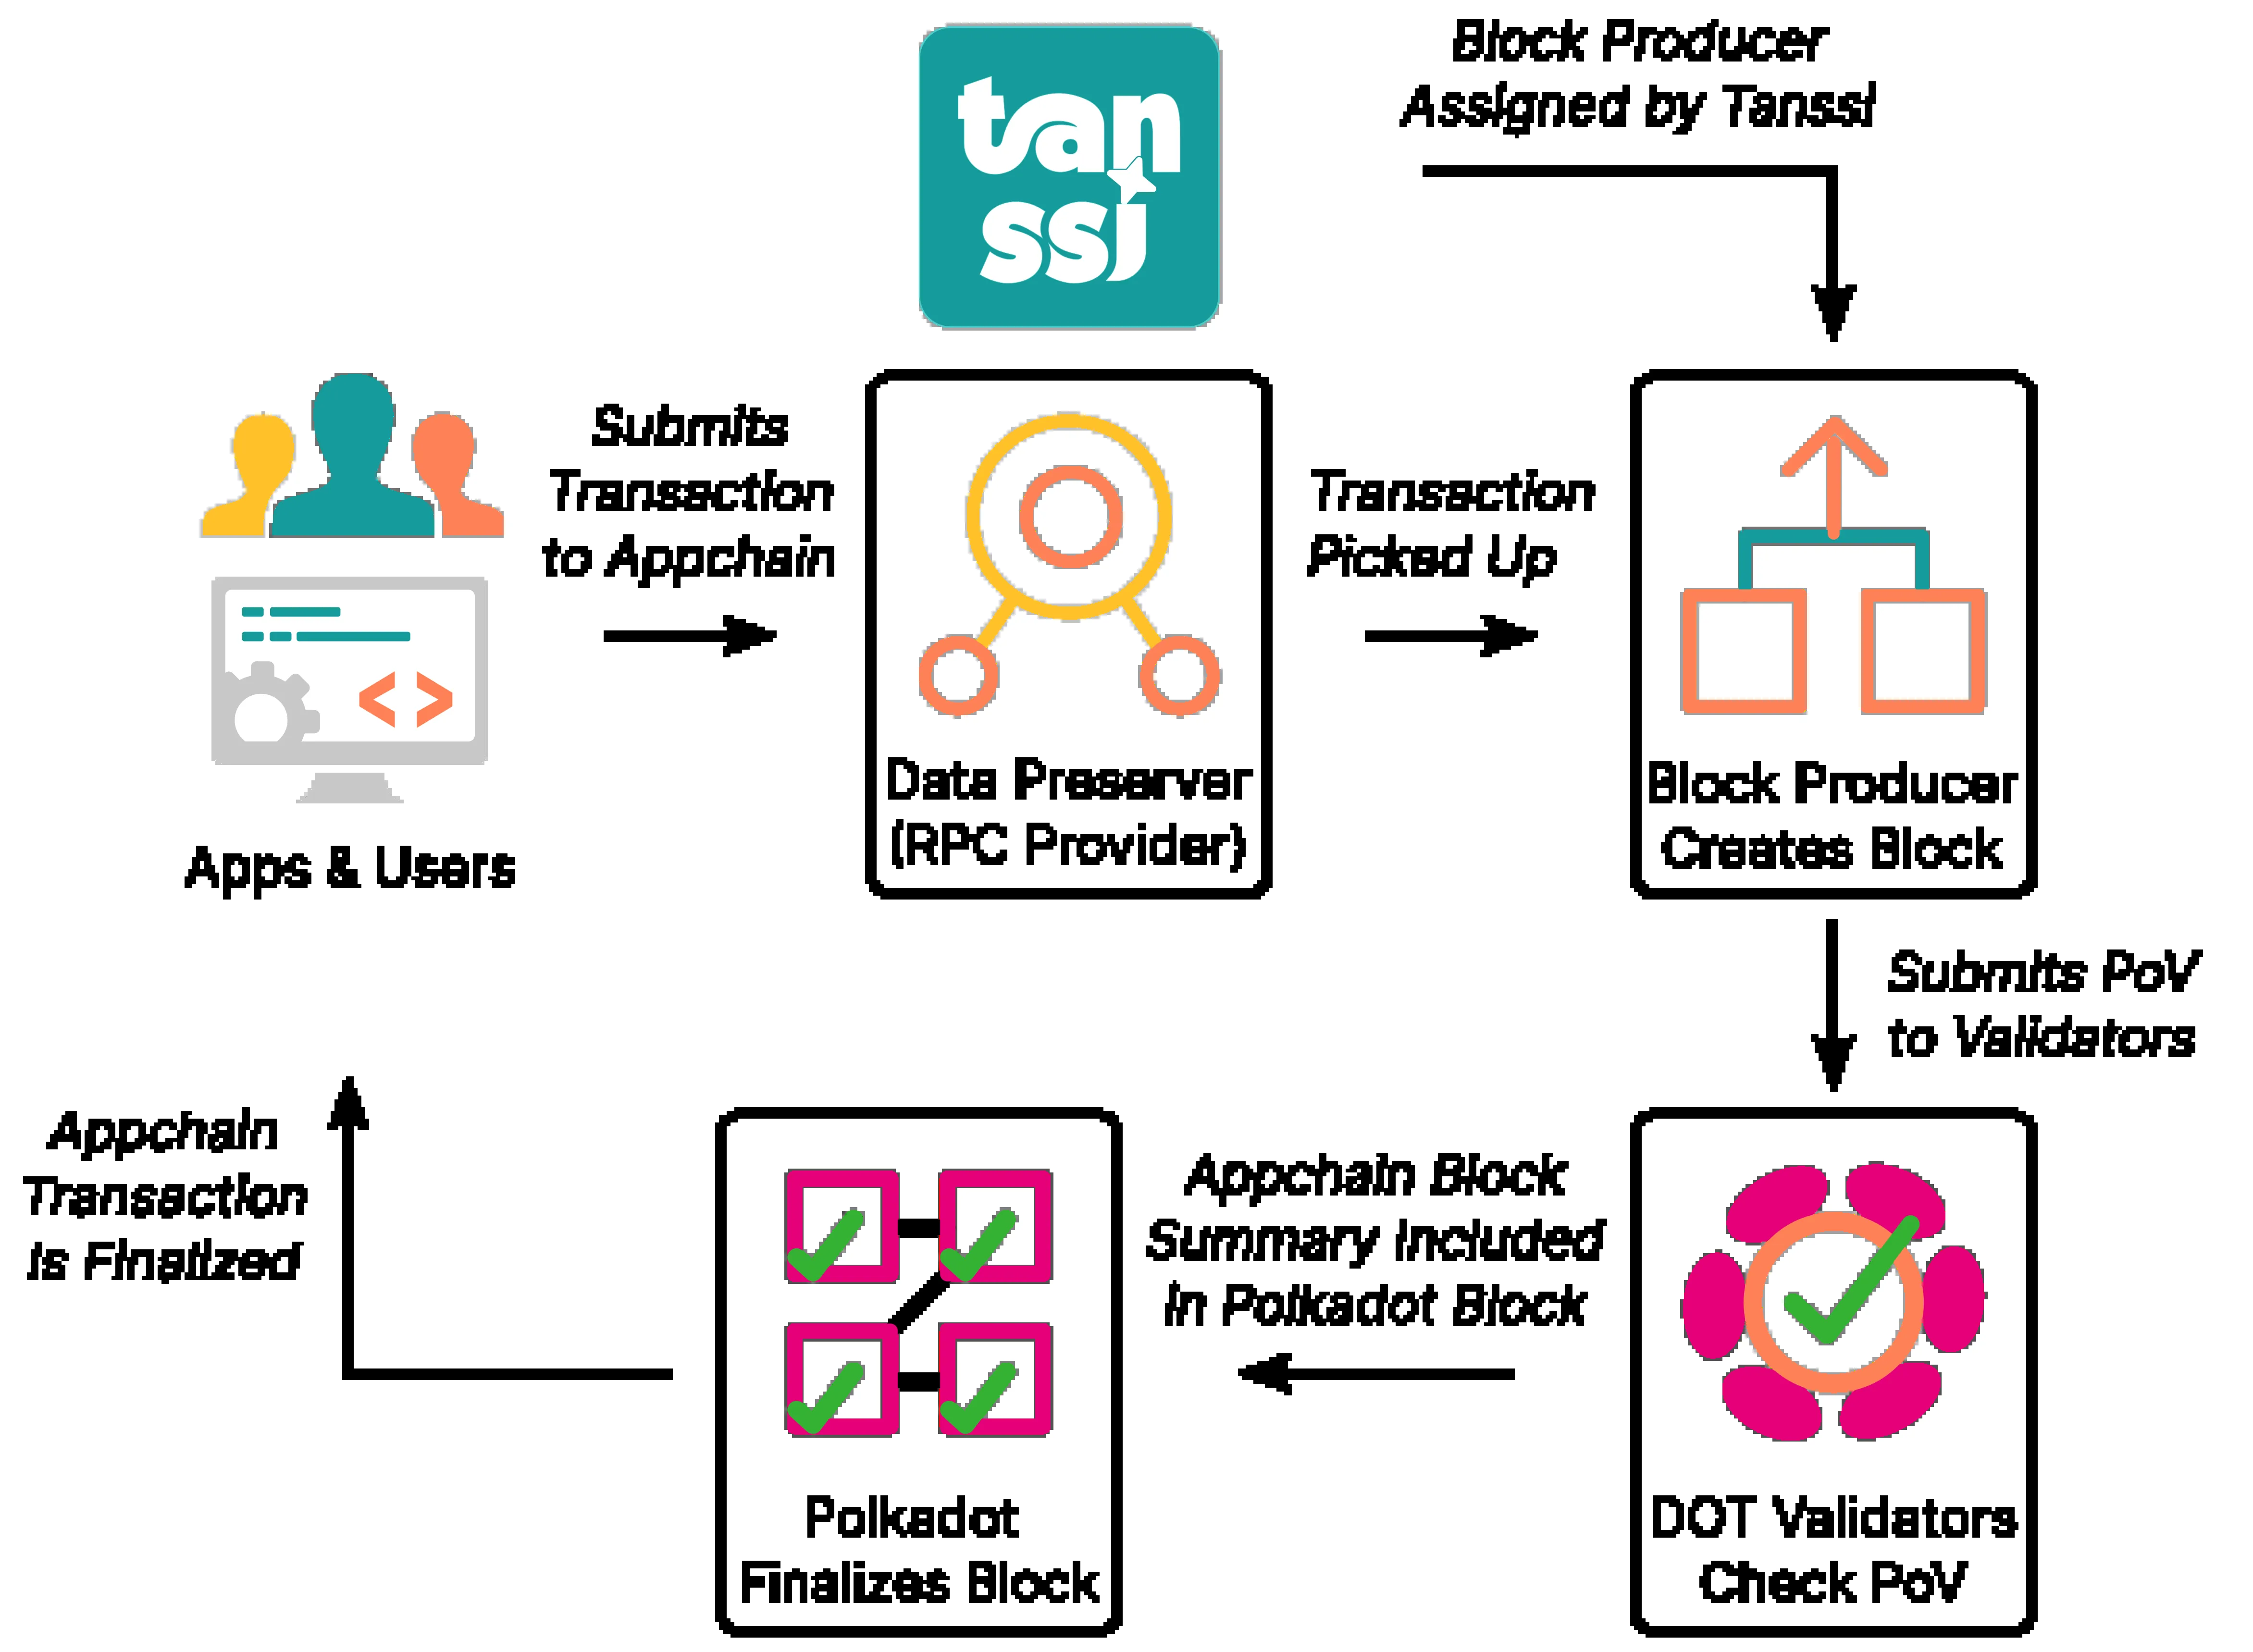 tan
ssi
Block Producer
Assigned by Tanssi
Submits
Transaction
to Appchain
Transaction
Picked Up
Apps & Users
Data Preserver
(RPC Provider)
Block Producer
Creates Block
Submits PoV
to Validators
Appchain
Transaction
is Finalized
Appchain Block
Summary Included
in Polkadot Block
Polkadot
Finalizes Block
DOT Validators
Check PoV